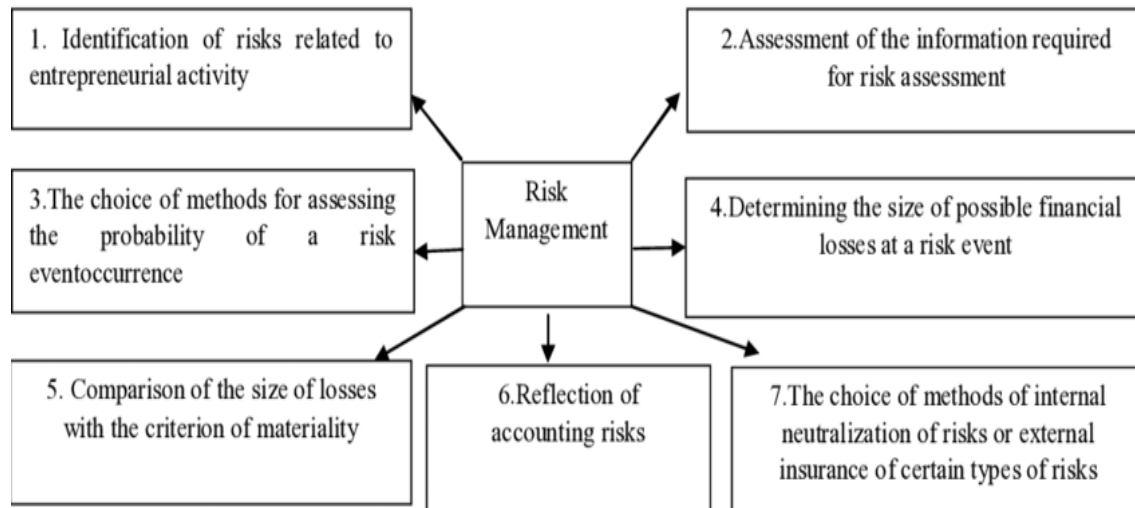 1. Identification of risks related to
entrepreneurial activity
2.Assessment of the information required
for risk assessment
Risk
Management
3.The choice of methods for assessing
the probability of a risk
eventoccurrence
4.Determining the size of possible financial
losses at a risk event
5. Comparison of the size of losses
with the criterion of materiality
6.Reflection of
accounting risks
7.The choice of methods of internal
neutralization of risks or external
insurance of certain types of risks